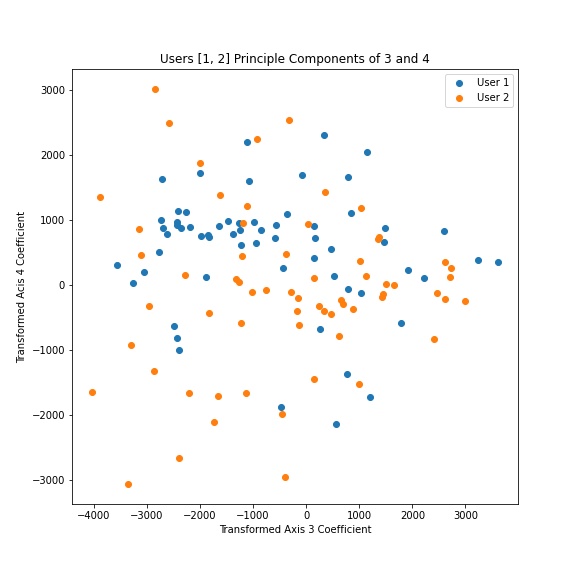 Users [1, 2] Principle Components of 3 and 4
User 1
User 2
Transformed Acis 4 Coefficient
3000
2000
1000
0
−1000
−2000
−3000
−4000 −3000 −2000 −1000 0 1000 2000 3000
Transformed Axis 3 Coefficient